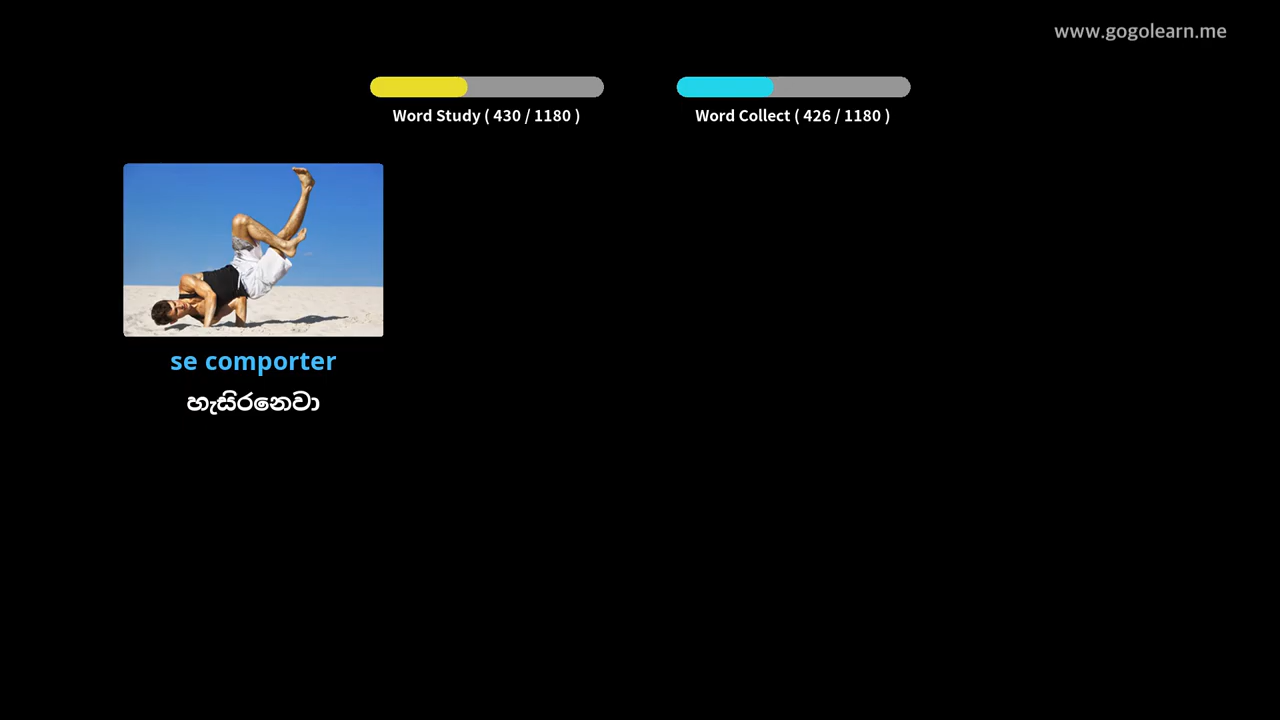 www.gogolearn.me
Word Study ( 430 / 1180 )
Word Collect ( 426 / 1180 )
se comporter
හැසිරෙනවා